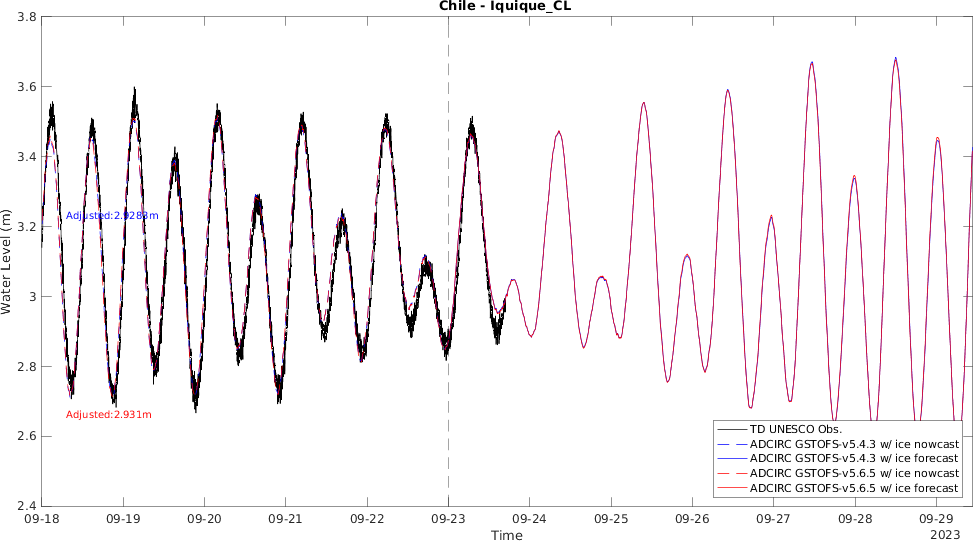 Chile - Iquique_CL
3.8
3.6
3.4
3.2
3
2.8
2.6
2.4
Water Level (m)
Adjusted:2.9283m
Adjusted:2.931m
TD UNESCO Obs.
ADCIRC GSTOFS-v5.4.3 w/ ice nowcast
ADCIRC GSTOFS-v5.4.3 w/ ice forecast
ADCIRC GSTOFS-v5.6.5 w/ ice nowcast
ADCIRC GSTOFS-v5.6.5 w/ ice forecast
09-18 09-19 09-20 09-21 09-22 09-23 09-24 09-25 09-26 09-27 09-28 09-29
Time
2023